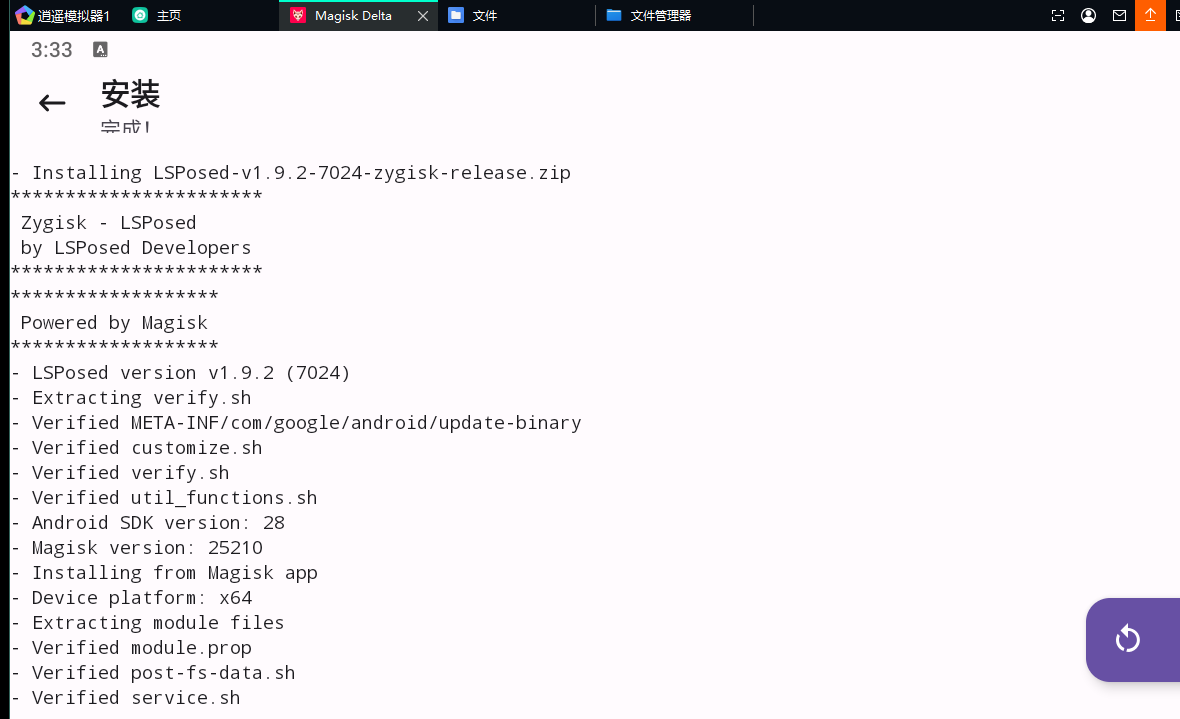 逍遥模拟器1 主页 Magisk Delta 文件 文件管理器
3:33 A
安装
完成!
- Installing LSPosed-v1.9.2-7024-zygisk-release.zip
***********************
Zygisk - LSPosed
by LSPosed Developers
***********************
*******************
Powered by Magisk
*******************
- LSPosed version v1.9.2 (7024)
- Extracting verify.sh
- Verified META-INF/com/google/android/update-binary
- Verified customize.sh
- Verified verify.sh
- Verified util_functions.sh
- Android SDK version: 28
- Magisk version: 25210
- Installing from Magisk app
- Device platform: x64
- Extracting module files
- Verified module.prop
- Verified post-fs-data.sh
- Verified service.sh